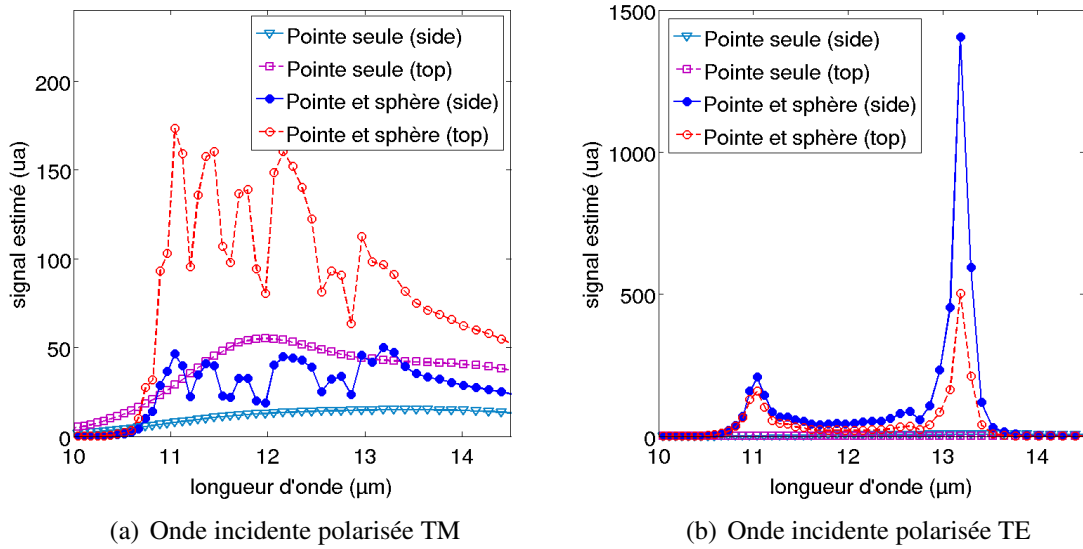 Pointe seule (side)
Pointe seule (top)
Pointe et sphère (side)
Pointe et sphère (top)
200
150
100
50
0
signal estimé (ua)
10 11 12 13 14
longueur d'onde (µm)
(a) Onde incidente polarisée TM
1500
1000
500
0
signal estimé (ua)
Pointe seule (side)
Pointe seule (top)
Pointe et sphère (side)
Pointe et sphère (top)
10 11 12 13 14
longueur d'onde (µm)
(b) Onde incidente polarisée TE